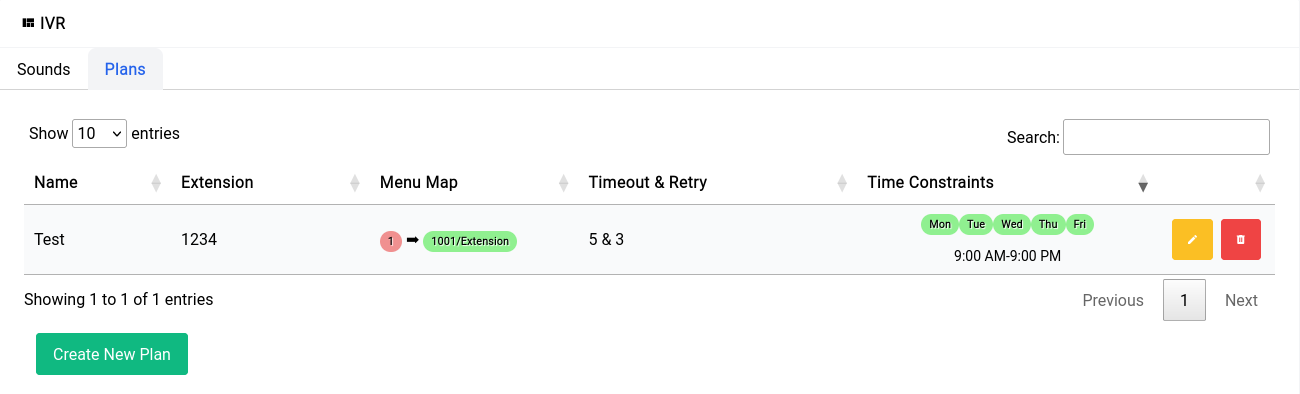 IVR
Sounds Plans
Show 10 entries Search:
Name Extension Menu Map Timeout & Retry Time Constraints
Test 1234 1 ➡ 1001/Extension 5 & 3 Mon Tue Wed Thu Fri
9:00 AM-9:00 PM
Showing 1 to 1 of 1 entries Previous 1 Next
Create New Plan